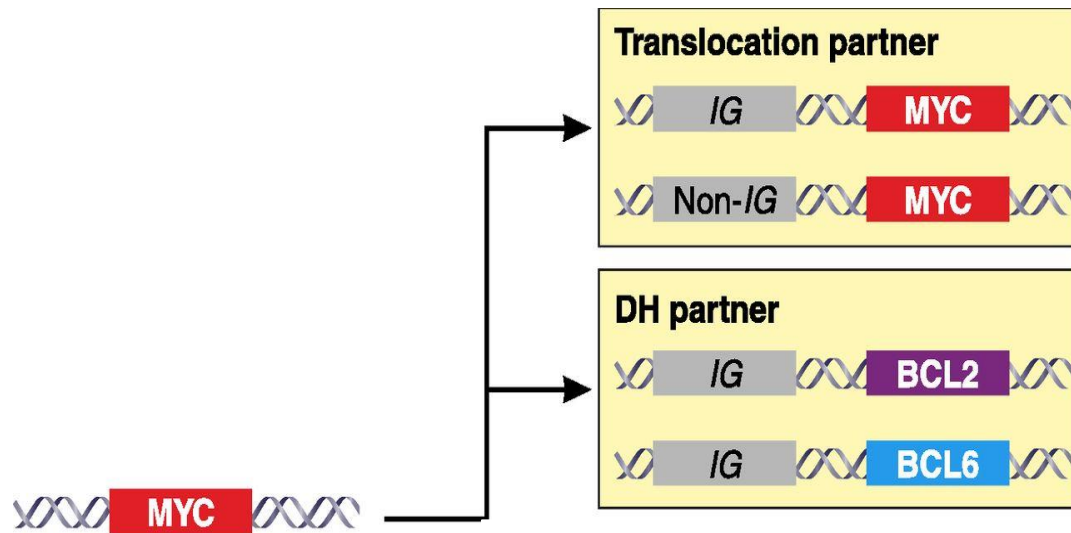 Translocation partner
IG MYC
Non-IG MYC
DH partner
IG BCL2
IG BCL6
MYC